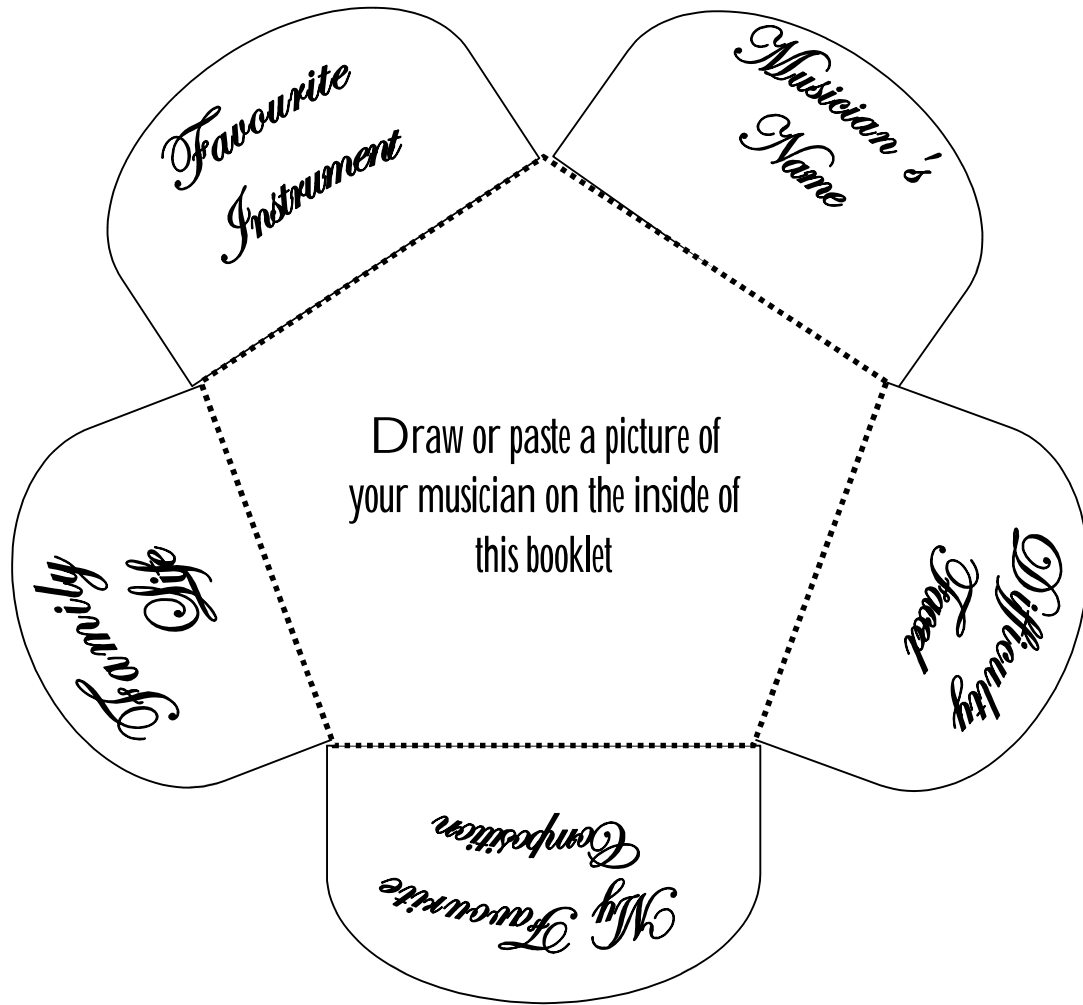 Favourite
Instrument
Musician 's
Name
Draw or paste a picture of
your musician on the inside of
this booklet
Family
Life
Difficulty
Faced
My Favourite
Composition